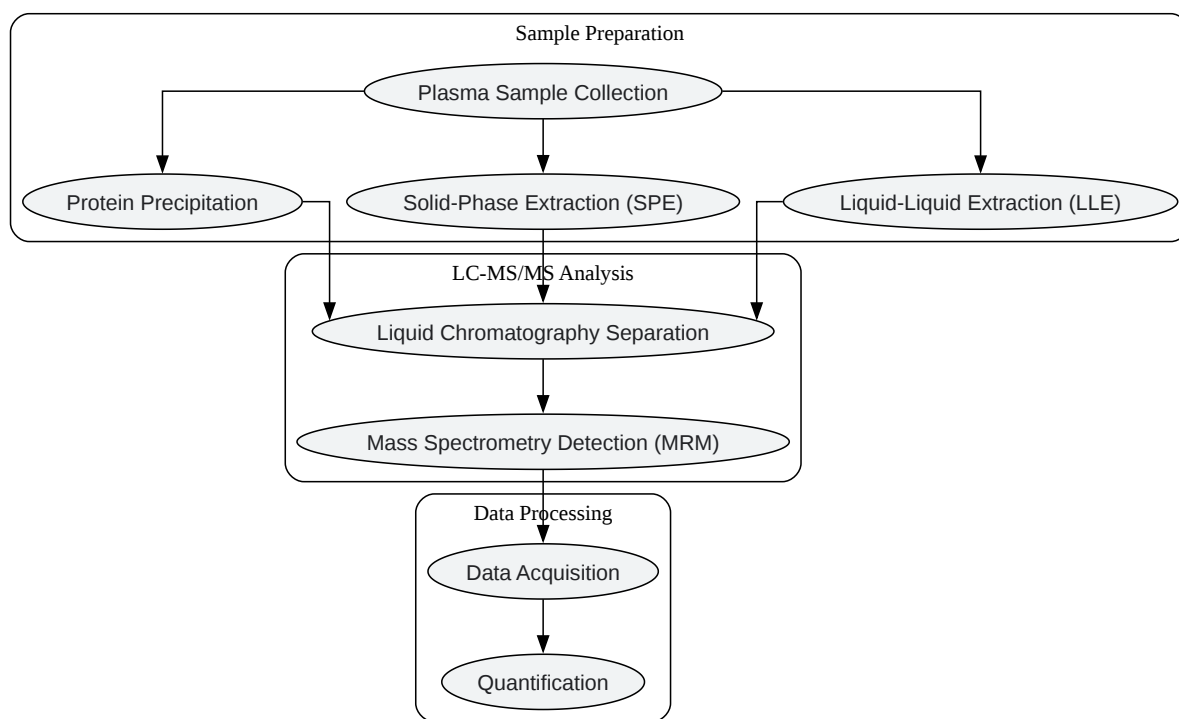 Sample Preparation
Plasma Sample Collection
Protein Precipitation
Solid-Phase Extraction (SPE)
Liquid-Liquid Extraction (LLE)
LC-MS/MS Analysis
Liquid Chromatography Separation
Mass Spectrometry Detection (MRM)
Data Processing
Data Acquisition
Quantification